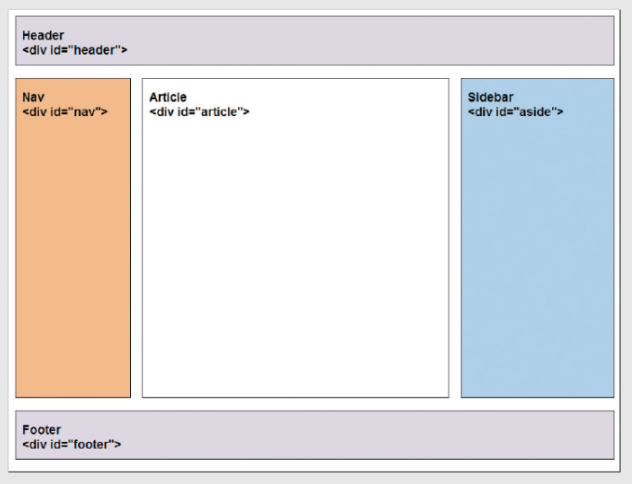 Header
<div id="header">
Nav
<div id="nav">
Article
<div id="article">
Sidebar
<div id="aside">
Footer
<div id="footer">